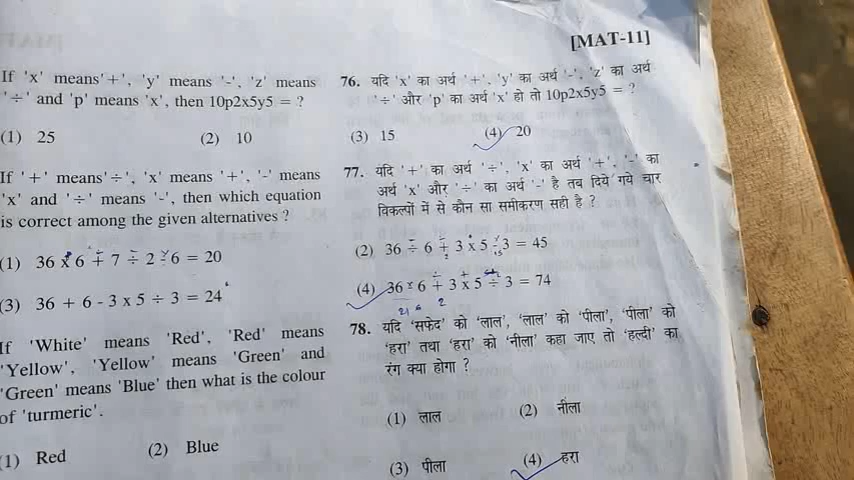 [MAT-11]
If 'x' means'+', 'y' means '-', 'z' means
'÷' and 'p' means 'x', then 10p2x5y5 = ?
(1) 25
(2) 10
76. यदि 'x' का अर्थ '+', 'y' का अर्थ '-', 'z' का अर्थ
'÷' और 'p' का अर्थ 'x' हो तो 10p2x5y5 = ?
(3) 15
(4) 20
If '+' means'÷', 'x' means '+', '-' means
'x' and '÷' means '-', then which equation
is correct among the given alternatives ?
(1) 36 x 6 + 7 ÷ 2 - 6 = 20
(3) 36 + 6 - 3 x 5 ÷ 3 = 24
77. यदि '+' का अर्थ '÷', 'x' का अर्थ '+', '-' का
अर्थ 'x' और '÷' का अर्थ '-' है तब दिये गये चार
विकल्पों में से कौन सा समीकरण सही है ?
(2) 36 ÷ 6 + 3 x 5 - 3 = 45
(4) 36 - 6 + 3 x 5 ÷ 3 = 74
If 'White' means 'Red', 'Red' means
'Yellow', 'Yellow' means 'Green' and
'Green' means 'Blue' then what is the colour
of 'turmeric'.
(1) Red
(2) Blue
78. यदि 'सफेद' को 'लाल', 'लाल' को 'पीला', 'पीला' को
'हरा' तथा 'हरा' को 'नीला' कहा जाए तो 'हल्दी' का
रंग क्या होगा ?
(1) लाल
(2) नीला
(3) पीला
(4) हरा